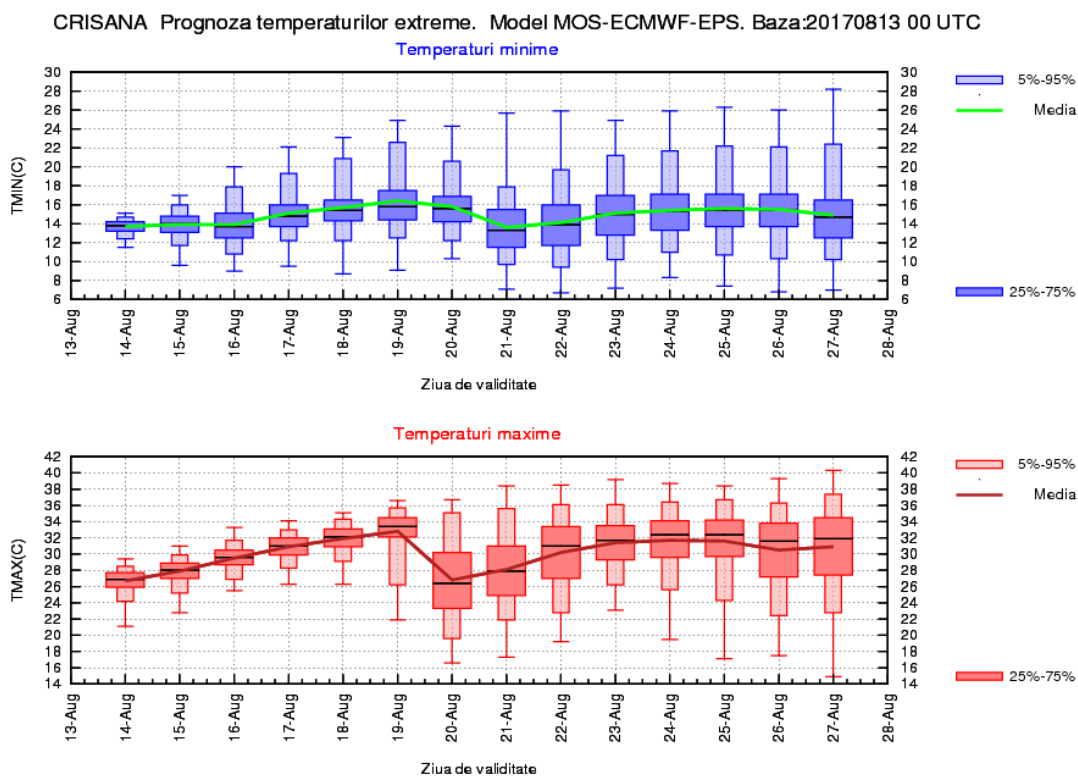 CRISANA Prognoza temperaturilor extreme. Model MOS-ECMWF-EPS. Baza:20170813 00 UTC
Temperaturi minime
30
28
26
24
22
20
18
16
14
12
10
8
6
TMIN(C)
30
28
26
24
22
20
18
16
14
12
10
8
6
5%-95%
Media
25%-75%
13-Aug
14-Aug
15-Aug
16-Aug
17-Aug
18-Aug
19-Aug
20-Aug
21-Aug
22-Aug
23-Aug
24-Aug
25-Aug
26-Aug
27-Aug
28-Aug
Ziua de validitate
Temperaturi maxime
42
40
38
36
34
32
30
28
26
24
22
20
18
16
14
TMAX(C)
42
40
38
36
34
32
30
28
26
24
22
20
18
16
14
5%-95%
Media
25%-75%
13-Aug
14-Aug
15-Aug
16-Aug
17-Aug
18-Aug
19-Aug
20-Aug
21-Aug
22-Aug
23-Aug
24-Aug
25-Aug
26-Aug
27-Aug
28-Aug
Ziua de validitate